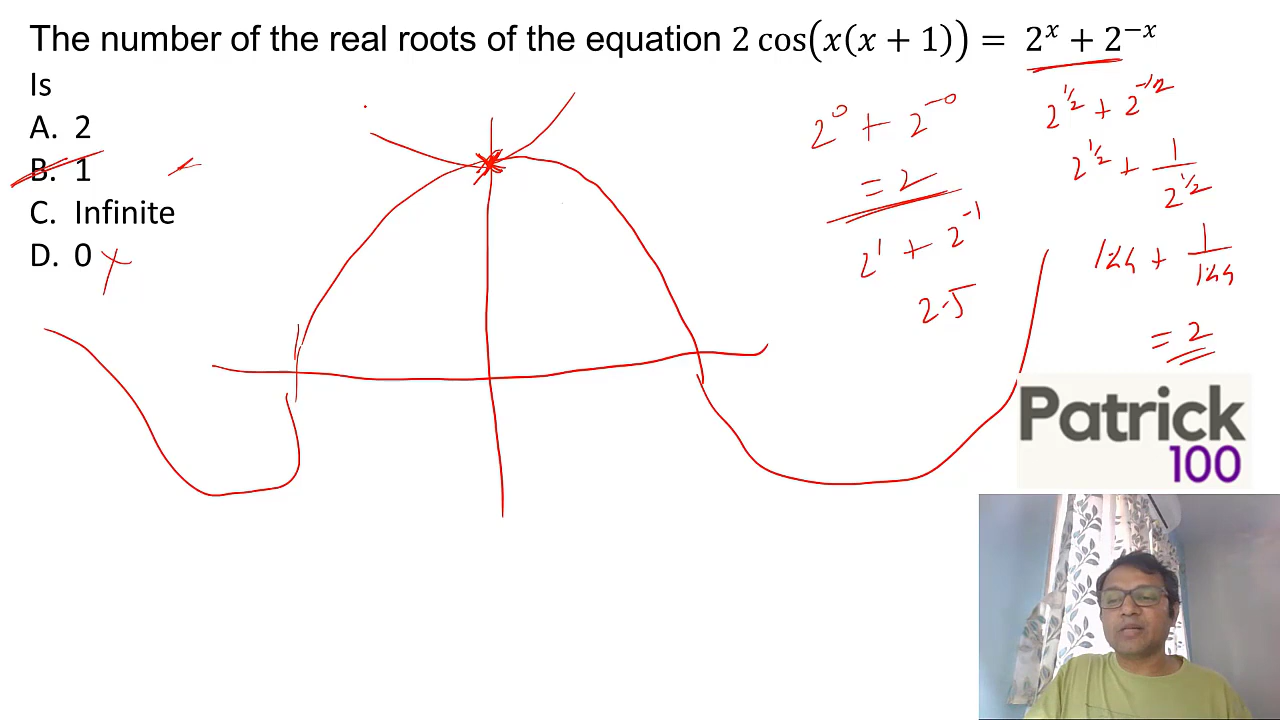 The number of the real roots of the equation 2 cos(x(x + 1)) = 2^x + 2^−x
Is
A. 2
B. 1
C. Infinite
D. 0
2^0 + 2^-0
= 2
2^1 + 2^-1
2.5
2^1/2 + 2^-1/2
2^1/2 + 1/2^1/2
1.44 + 1/1.44
= 2
Patrick
100